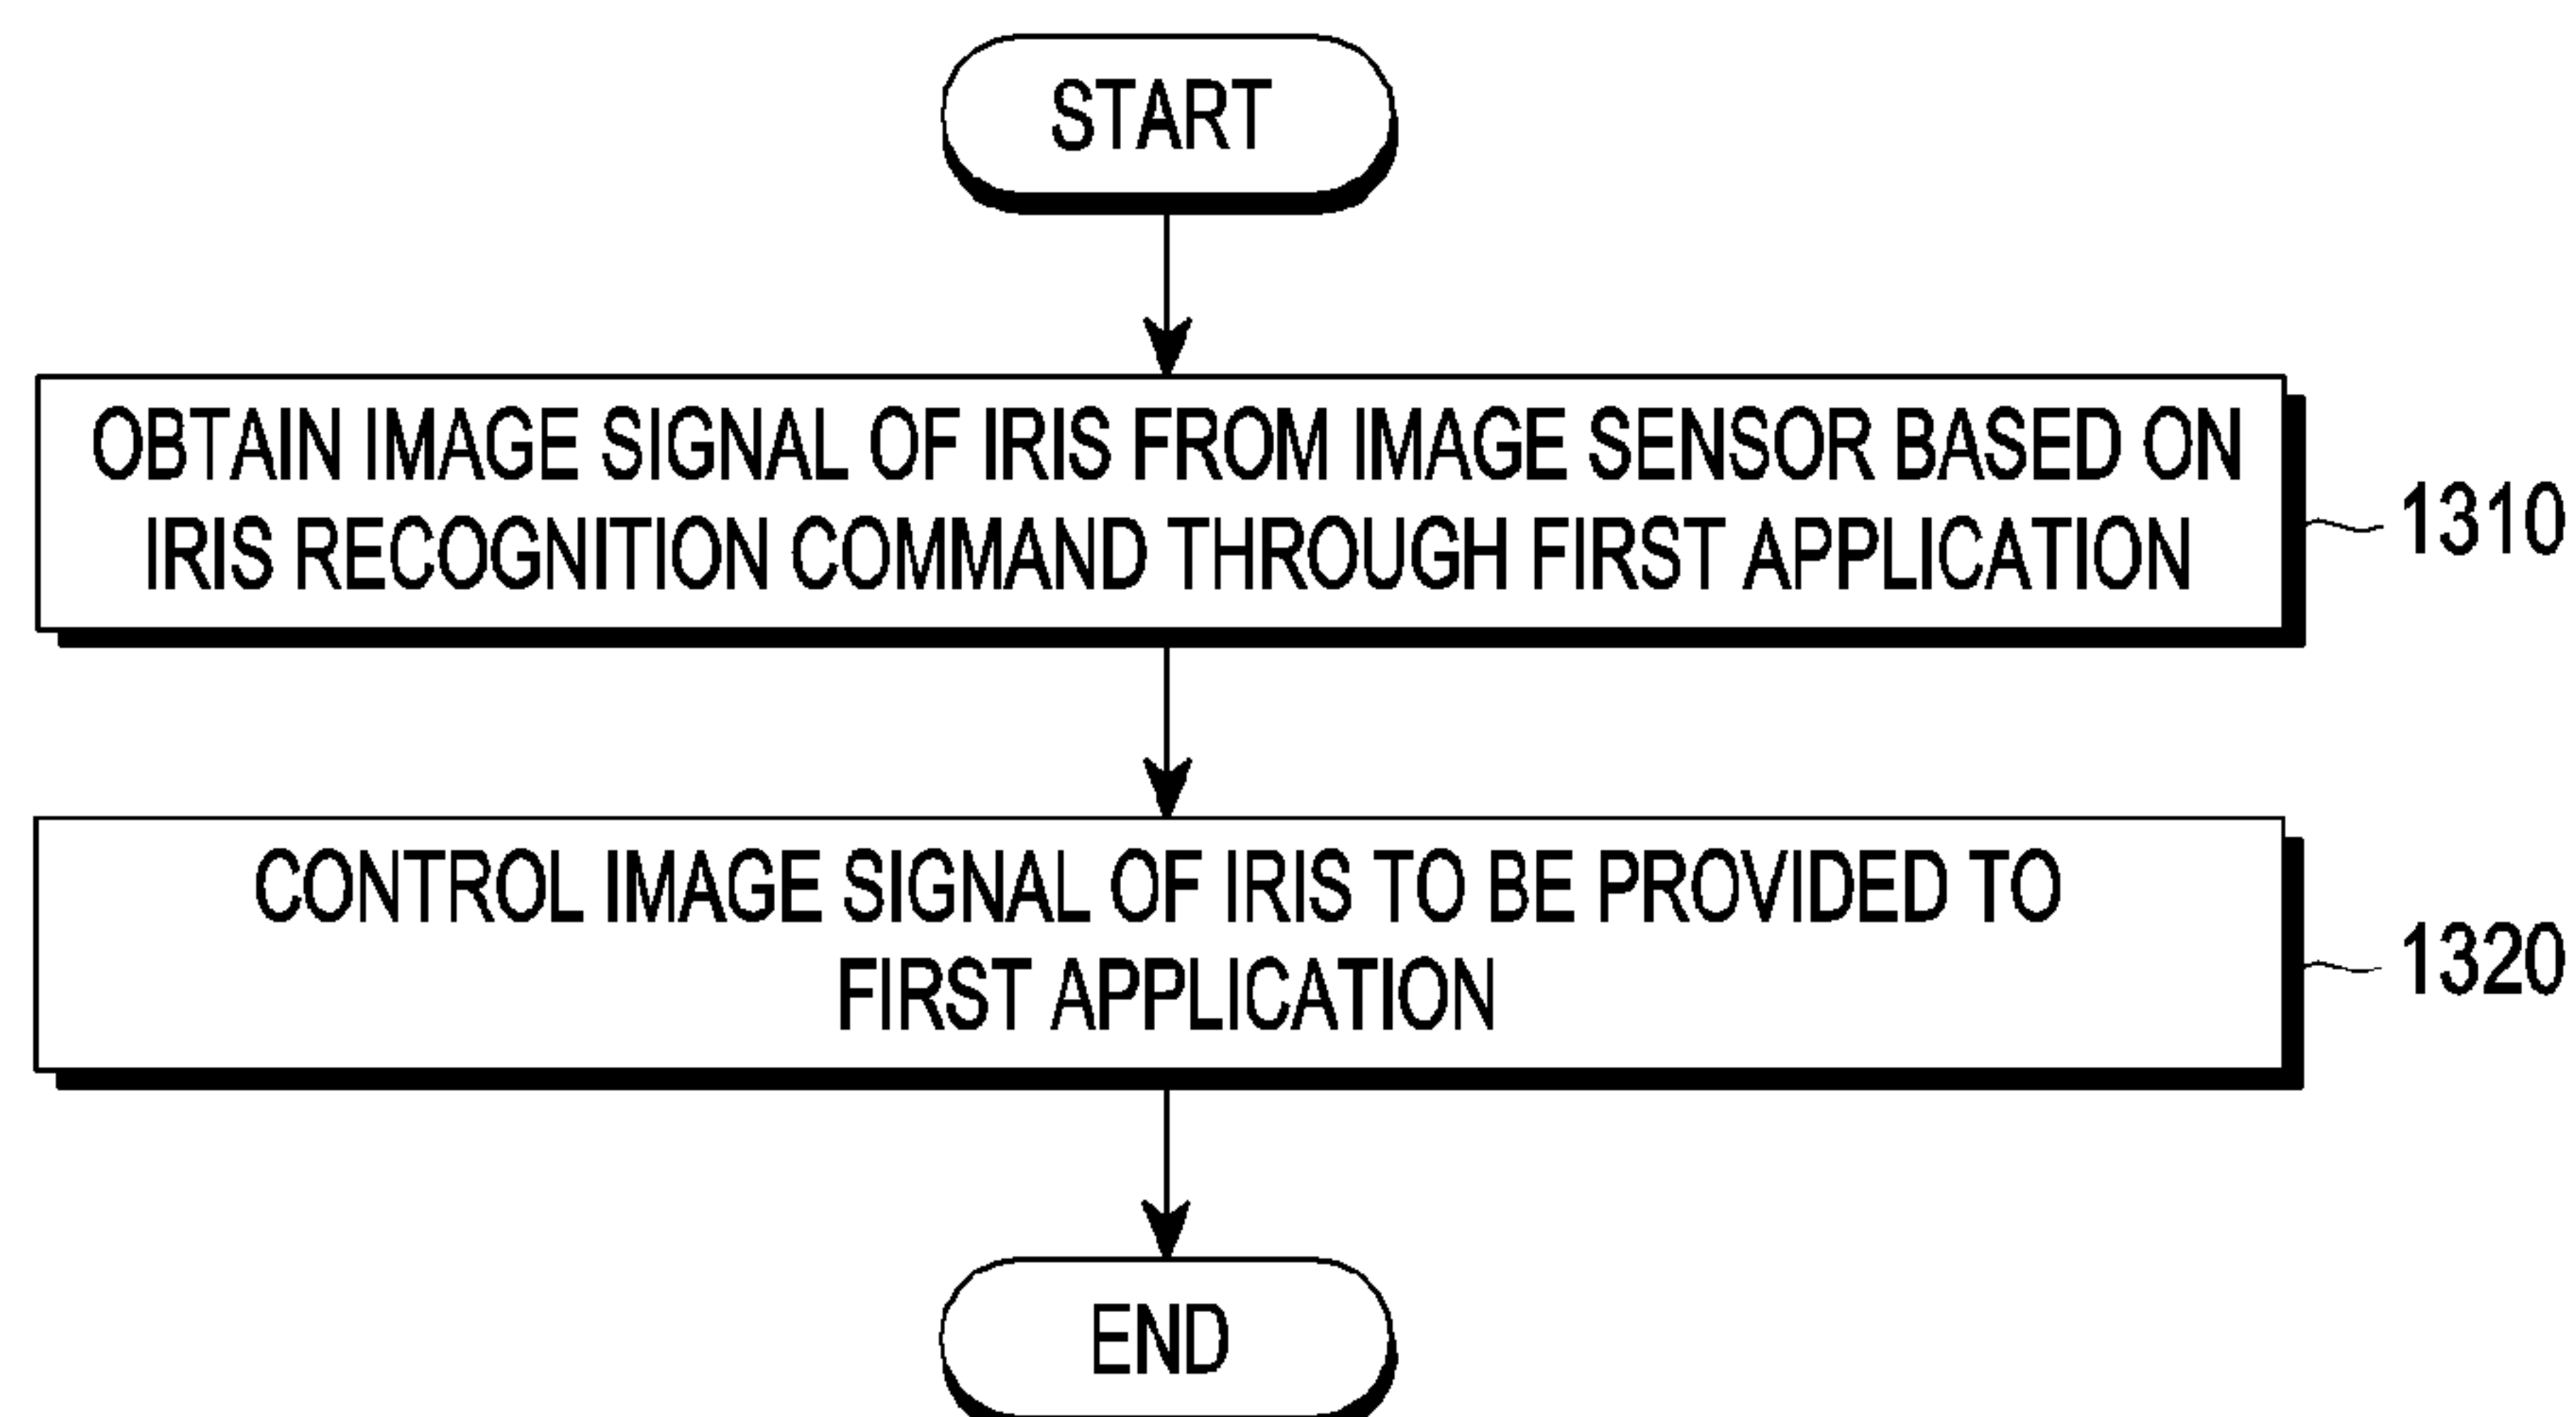 START
OBTAIN IMAGE SIGNAL OF IRIS FROM IMAGE SENSOR BASED ON
IRIS RECOGNITION COMMAND THROUGH FIRST APPLICATION
1310
CONTROL IMAGE SIGNAL OF IRIS TO BE PROVIDED TO
FIRST APPLICATION
1320
END